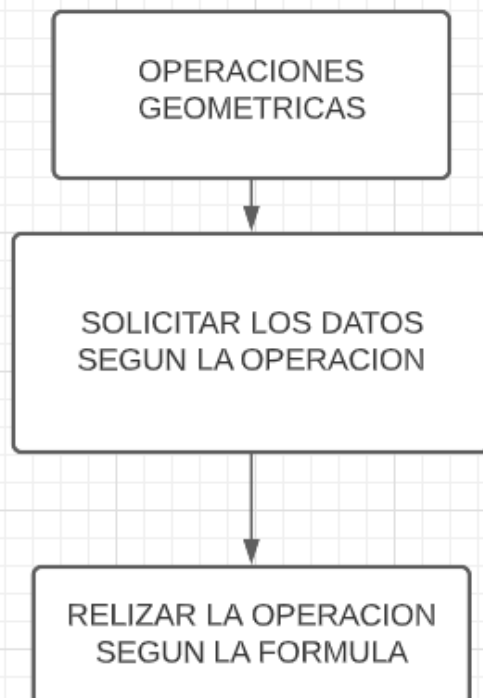 OPERACIONES
GEOMETRICAS
SOLICITAR LOS DATOS
SEGUN LA OPERACION
RELIZAR LA OPERACION
SEGUN LA FORMULA